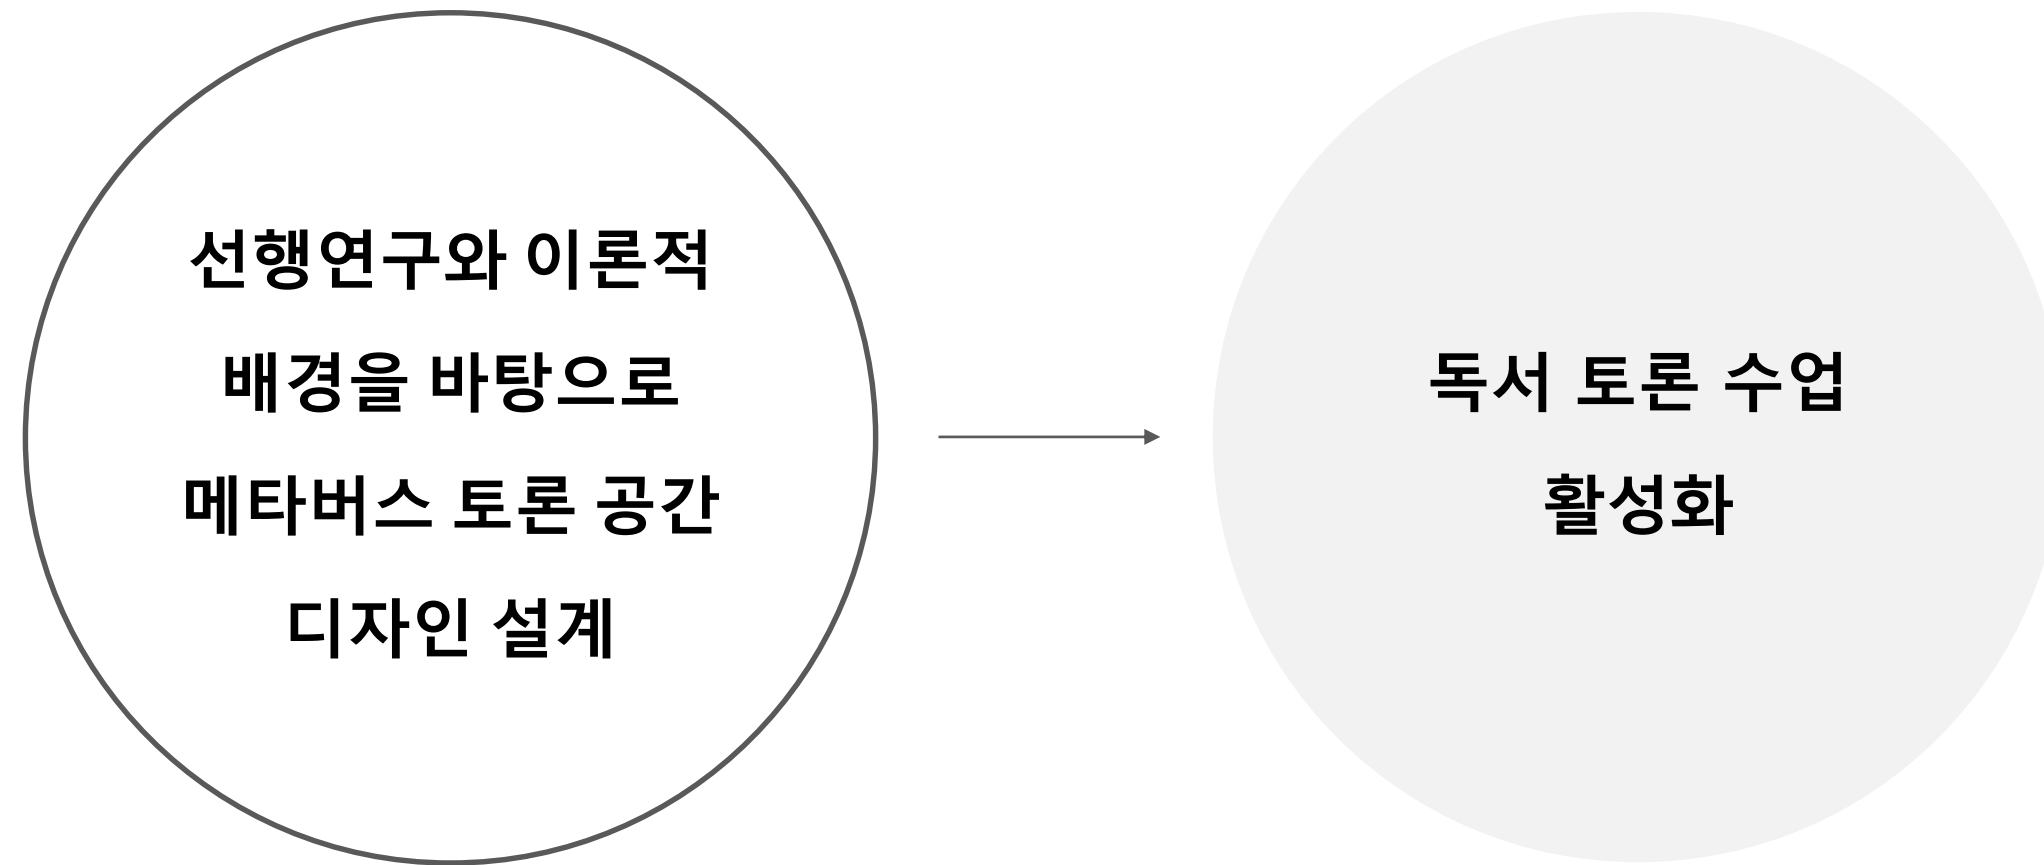 선행연구와 이론적
배경을 바탕으로
메타버스 토론 공간
디자인 설계
독서 토론 수업
활성화